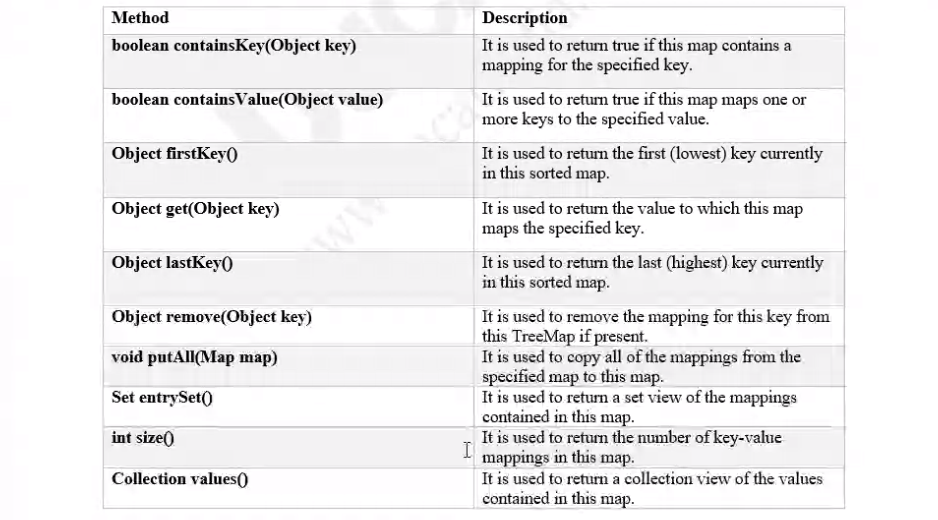 Method Description
boolean containsKey(Object key) It is used to return true if this map contains a
mapping for the specified key.
boolean containsValue(Object value) It is used to return true if this map maps one or
more keys to the specified value.
Object firstKey() It is used to return the first (lowest) key currently
in this sorted map.
Object get(Object key) It is used to return the value to which this map
maps the specified key.
Object lastKey() It is used to return the last (highest) key currently
in this sorted map.
Object remove(Object key) It is used to remove the mapping for this key from
this TreeMap if present.
void putAll(Map map) It is used to copy all of the mappings from the
specified map to this map.
Set entrySet() It is used to return a set view of the mappings
contained in this map.
int size() It is used to return the number of key-value
mappings in this map.
Collection values() It is used to return a collection view of the values
contained in this map.